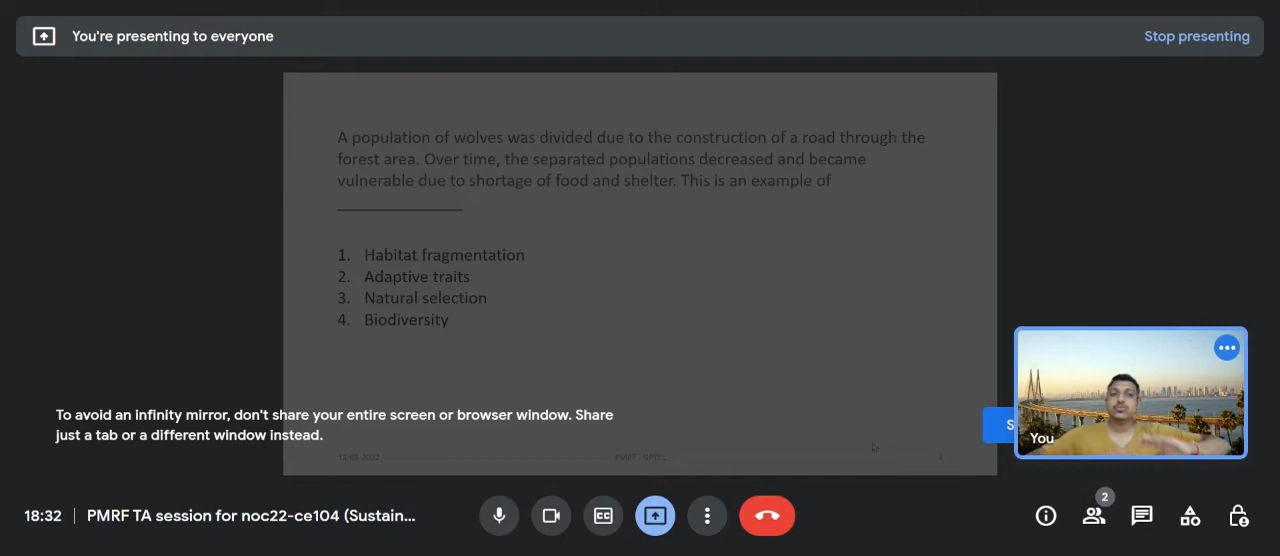 You're presenting to everyone
Stop presenting
A population of wolves was divided due to the construction of a road through the
forest area. Over time, the separated populations decreased and became
vulnerable due to shortage of food and shelter. This is an example of
1. Habitat fragmentation
2. Adaptive traits
3. Natural selection
4. Biodiversity
To avoid an infinity mirror, don't share your entire screen or browser window. Share
just a tab or a different window instead.
S
You
PMRF - NPTEL
18:32 | PMRF TA session for noc22-ce104 (Sustain...
2